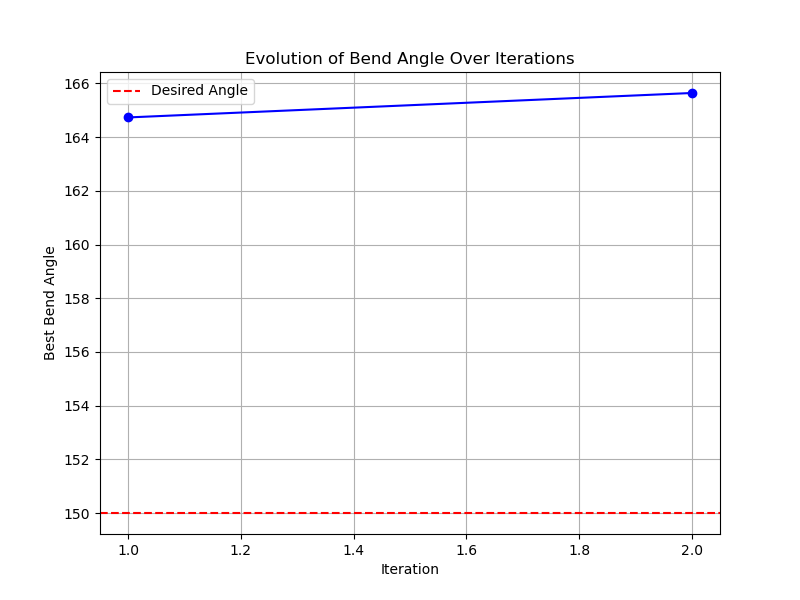 Evolution of Bend Angle Over Iterations
Desired Angle
166
164
162
160
158
156
154
152
150
Best Bend Angle
1.0 1.2 1.4 1.6 1.8 2.0
Iteration